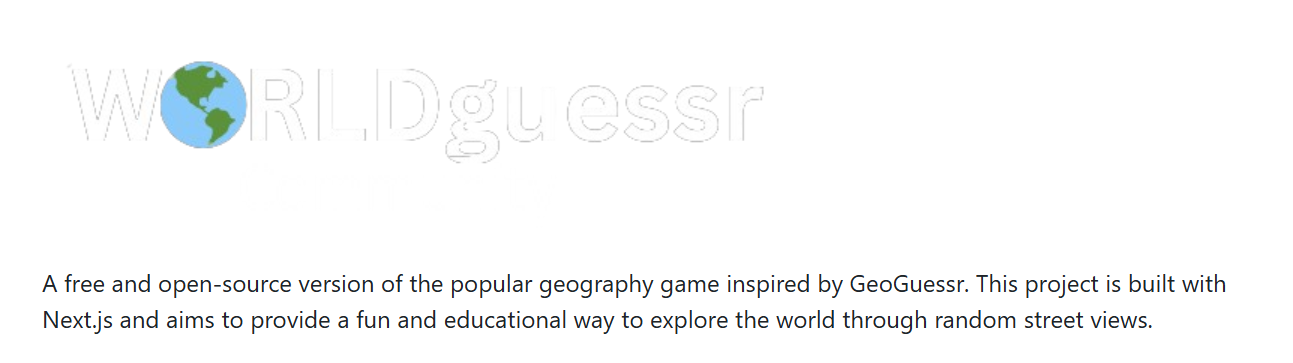 WORLDguessr
A free and open-source version of the popular geography game inspired by GeoGuessr. This project is built with
Next.js and aims to provide a fun and educational way to explore the world through random street views.